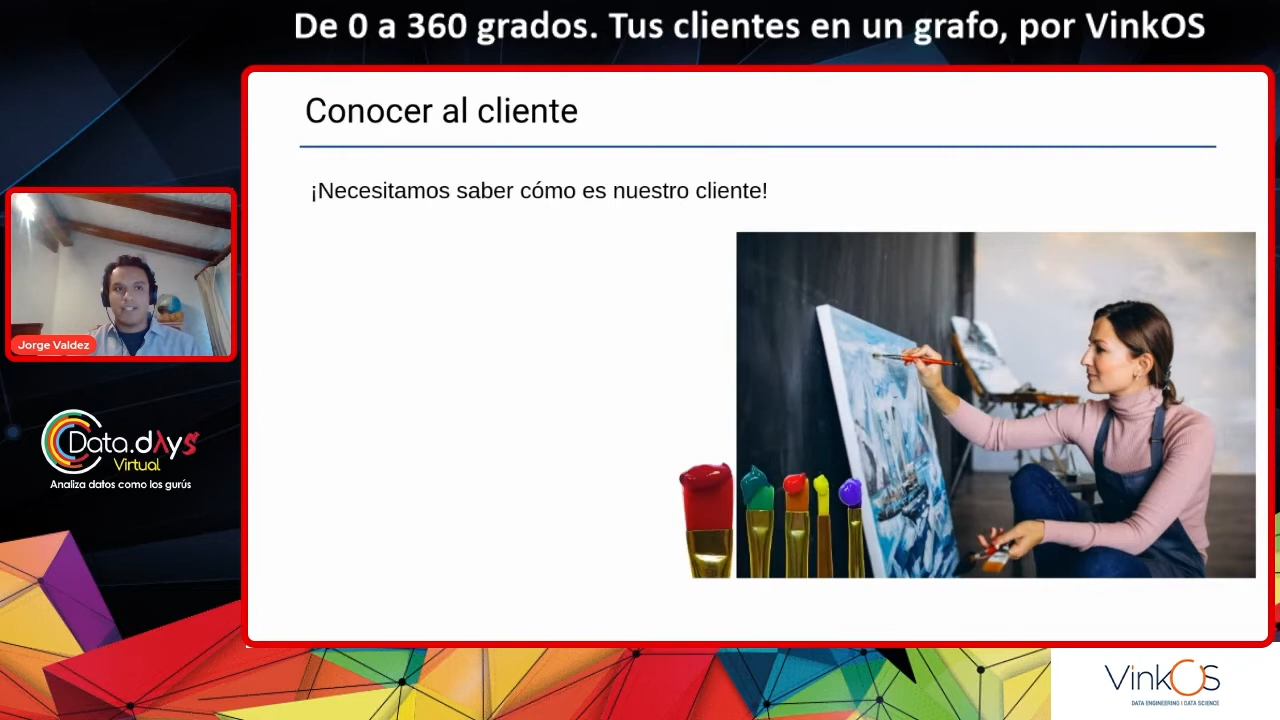 De 0 a 360 grados. Tus clientes en un grafo, por VinkOS
Conocer al cliente
¡Necesitamos saber cómo es nuestro cliente!
Jorge Valdez
Data.dAyS
Virtual
Analiza datos como los gurús
VinkOS
DATA ENGINEERING | DATA SCIENCE